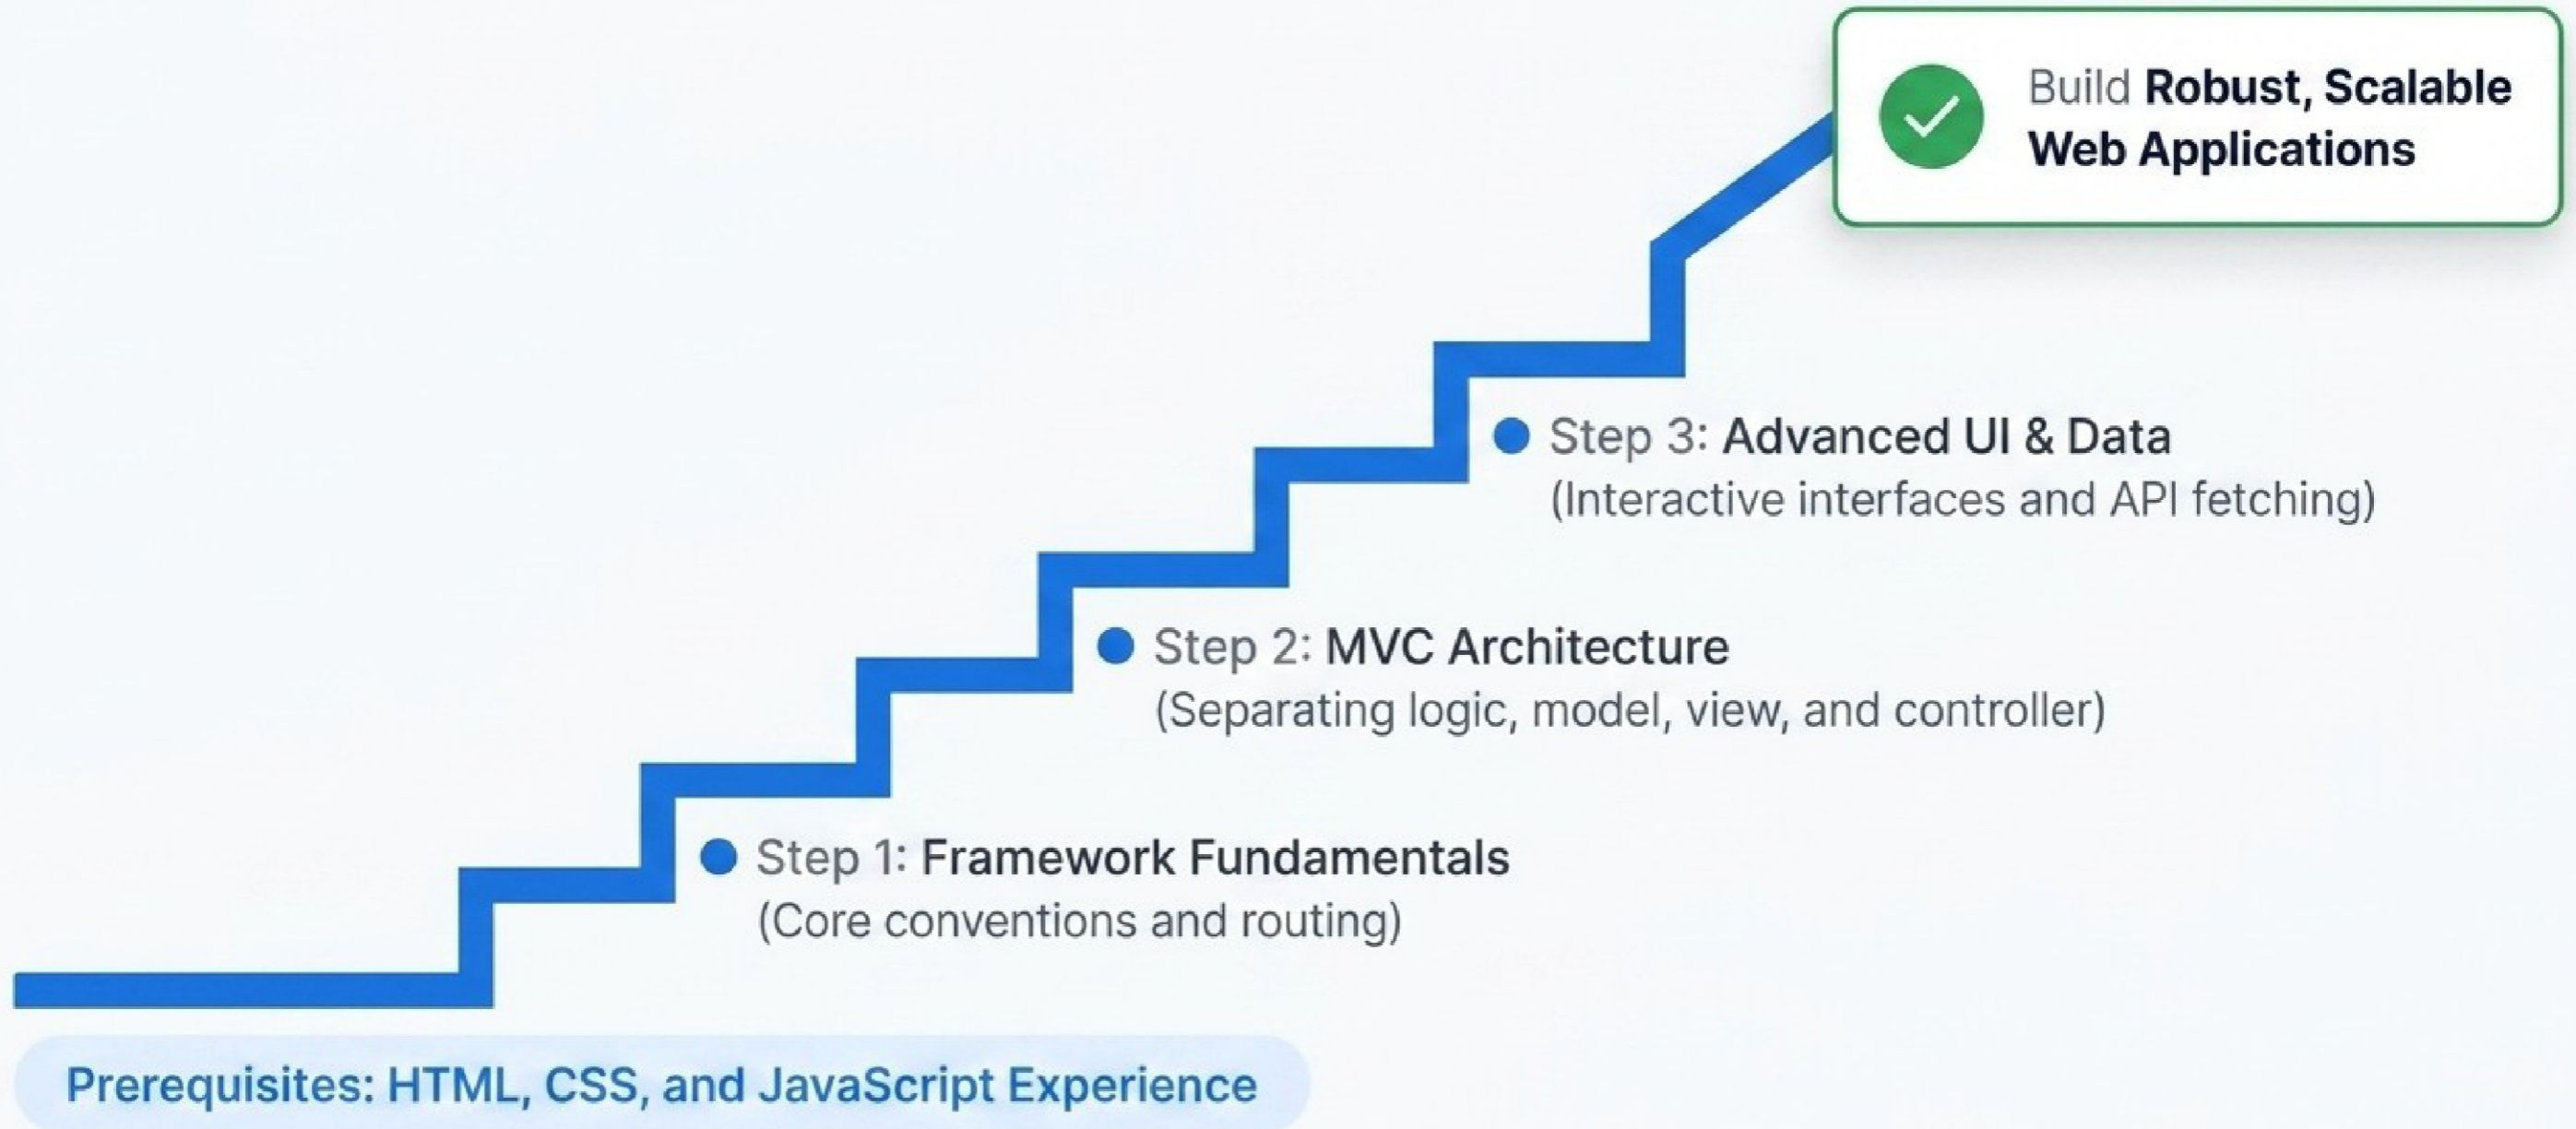 Build Robust, Scalable
Web Applications
Step 3: Advanced UI & Data
(Interactive interfaces and API fetching)
Step 2: MVC Architecture
(Separating logic, model, view, and controller)
Step 1: Framework Fundamentals
(Core conventions and routing)
Prerequisites: HTML, CSS, and JavaScript Experience